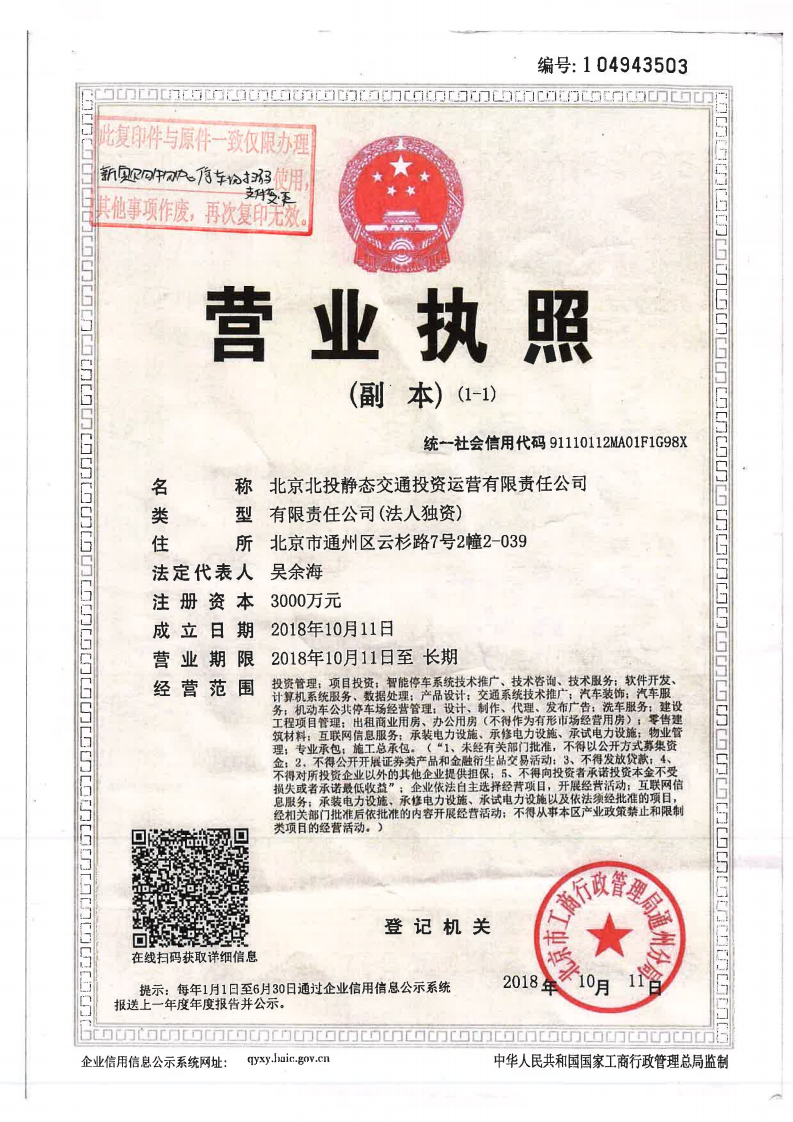 编号: 1 04943503
此复印件与原件一致仅限办理
停车场扫码
使用,
支付变更
其他事项作废，再次复印无效。
营业执照
(副 本) (1-1)
统一社会信用代码 91110112MA01F1G98X
名 称 北京北投静态交通投资运营有限责任公司
类 型 有限责任公司(法人独资)
住 所 北京市通州区云杉路7号2幢2-039
法定代表人 吴余海
注册资本 3000万元
成立日期 2018年10月11日
营业期限 2018年10月11日至 长期
经营范围 投资管理；项目投资；智能停车系统技术推广、技术咨询、技术服务；软件开发、
计算机系统服务、数据处理；产品设计；交通系统技术推广；汽车装饰；汽车服
务；机动车公共停车场经营管理；设计、制作、代理、发布广告；洗车服务；建设
工程项目管理；出租商业用房、办公用房（不得作为有形市场经营用房）；零售建
筑材料；互联网信息服务；承装电力设施、承修电力设施、承试电力设施；物业管
理；专业承包；施工总承包。（“1、未经有关部门批准，不得以公开方式募集资
金；2、不得公开开展证券类产品和金融衍生品交易活动；3、不得发放贷款；4、
不得对所投资企业以外的其他企业提供担保；5、不得向投资者承诺投资本金不受
损失或者承诺最低收益”；企业依法自主选择经营项目，开展经营活动；互联网信
息服务；承装电力设施、承修电力设施、承试电力设施以及依法须经批准的项目，
经相关部门批准后依批准的内容开展经营活动；不得从事本区产业政策禁止和限制
类项目的经营活动。）
在线扫码获取详细信息
登记机关
北京市工商行政管理局通州分局
2018年 10月 11日
提示：每年1月1日至6月30日通过企业信用信息公示系统
报送上一年度年度报告并公示。
企业信用信息公示系统网址： qyxy.baic.gov.cn
中华人民共和国国家工商行政管理总局监制